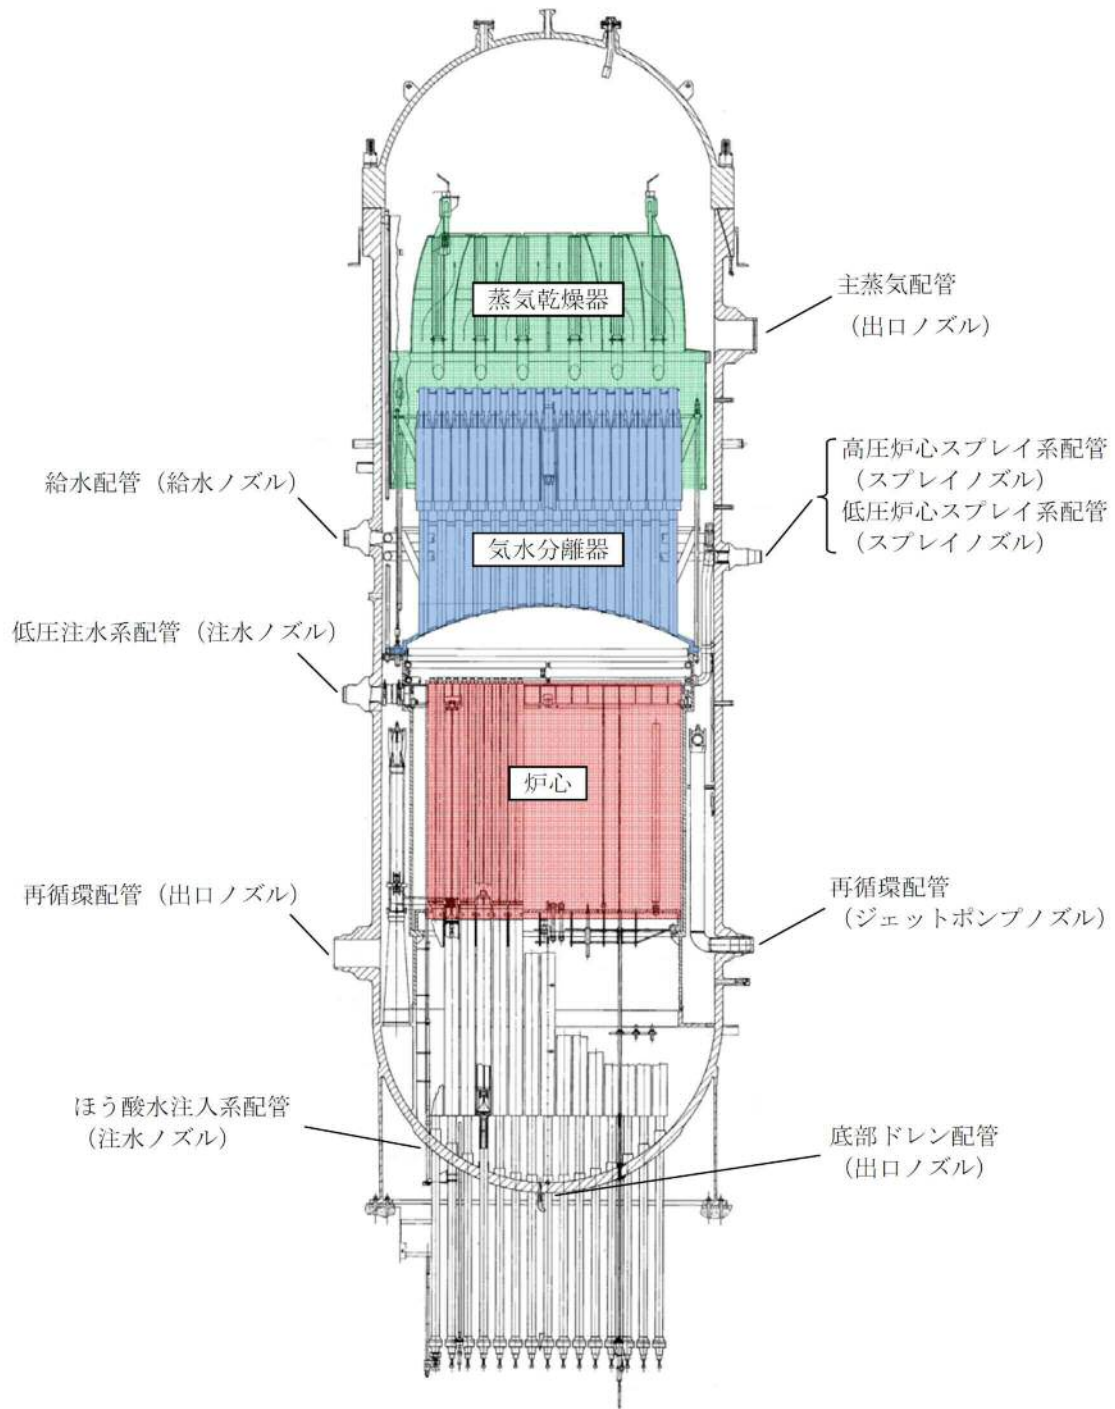 蒸気乾燥器
主蒸気配管
（出口ノズル）
高圧炉心スプレイ系配管
（スプレイノズル）
低圧炉心スプレイ系配管
（スプレイノズル）
給水配管（給水ノズル）
気水分離器
低圧注水系配管（注水ノズル）
炉心
再循環配管（出口ノズル）
再循環配管
（ジェットポンプノズル）
ほう酸水注入系配管
（注水ノズル）
底部ドレン配管
（出口ノズル）